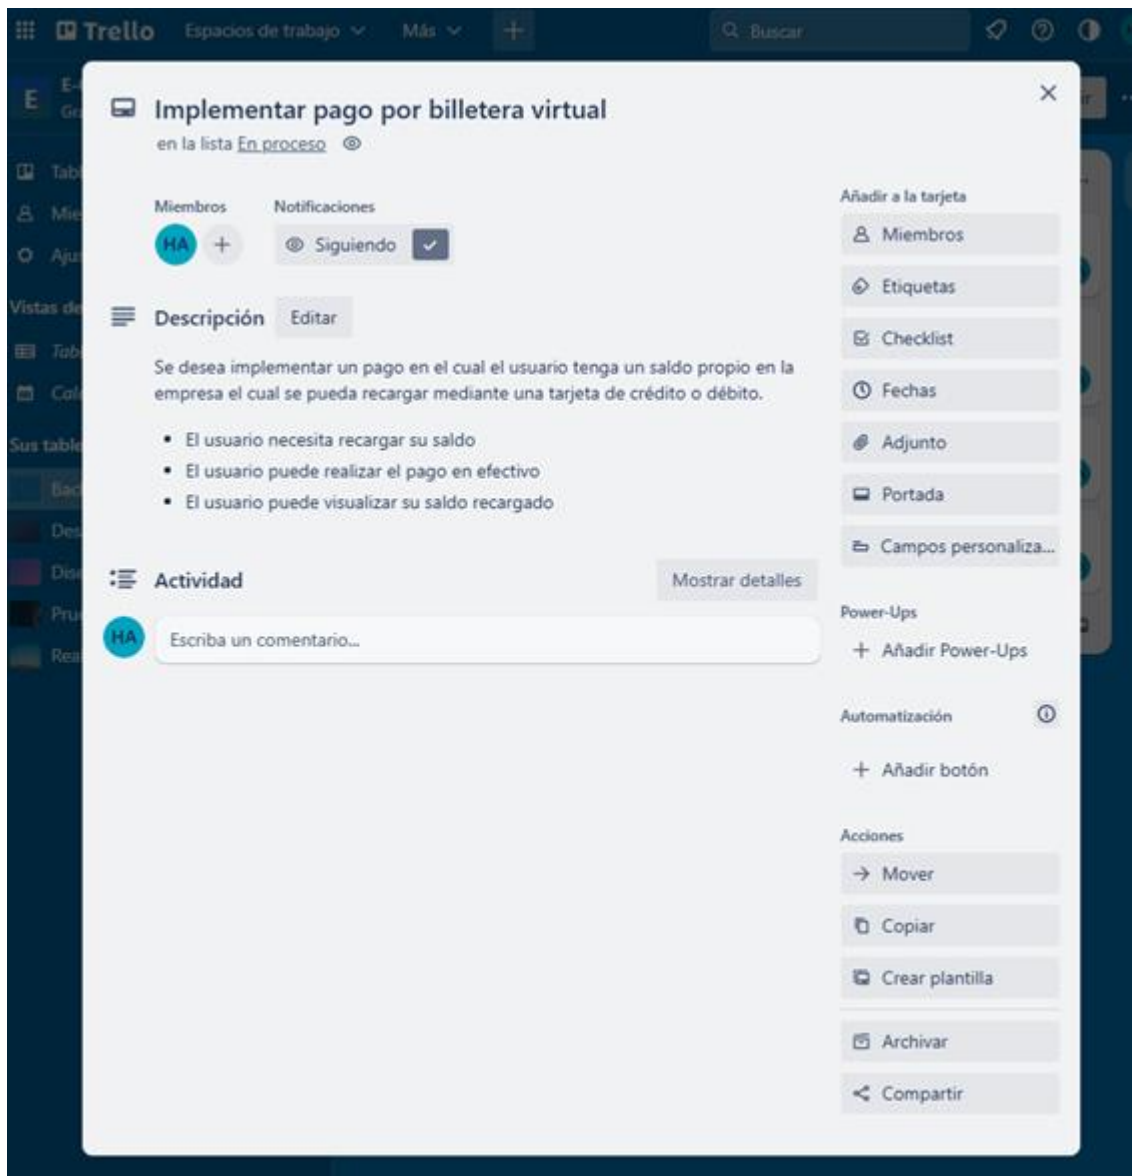 Trello Espacios de trabajo Más Buscar
E
Implementar pago por billetera virtual
en la lista En proceso
Miembros Notificaciones
HA Siguiendo
Descripción Editar
Se desea implementar un pago en el cual el usuario tenga un saldo propio en la
empresa el cual se pueda recargar mediante una tarjeta de crédito o débito.
• El usuario necesita recargar su saldo
• El usuario puede realizar el pago en efectivo
• El usuario puede visualizar su saldo recargado
Actividad Mostrar detalles
HA Escriba un comentario...
Añadir a la tarjeta
Miembros
Etiquetas
Checklist
Fechas
Adjunto
Portada
Campos personaliza...
Power-Ups
+ Añadir Power-Ups
Automatización
+ Añadir botón
Acciones
Mover
Copiar
Crear plantilla
Archivar
Compartir
Vistas de
Sus table